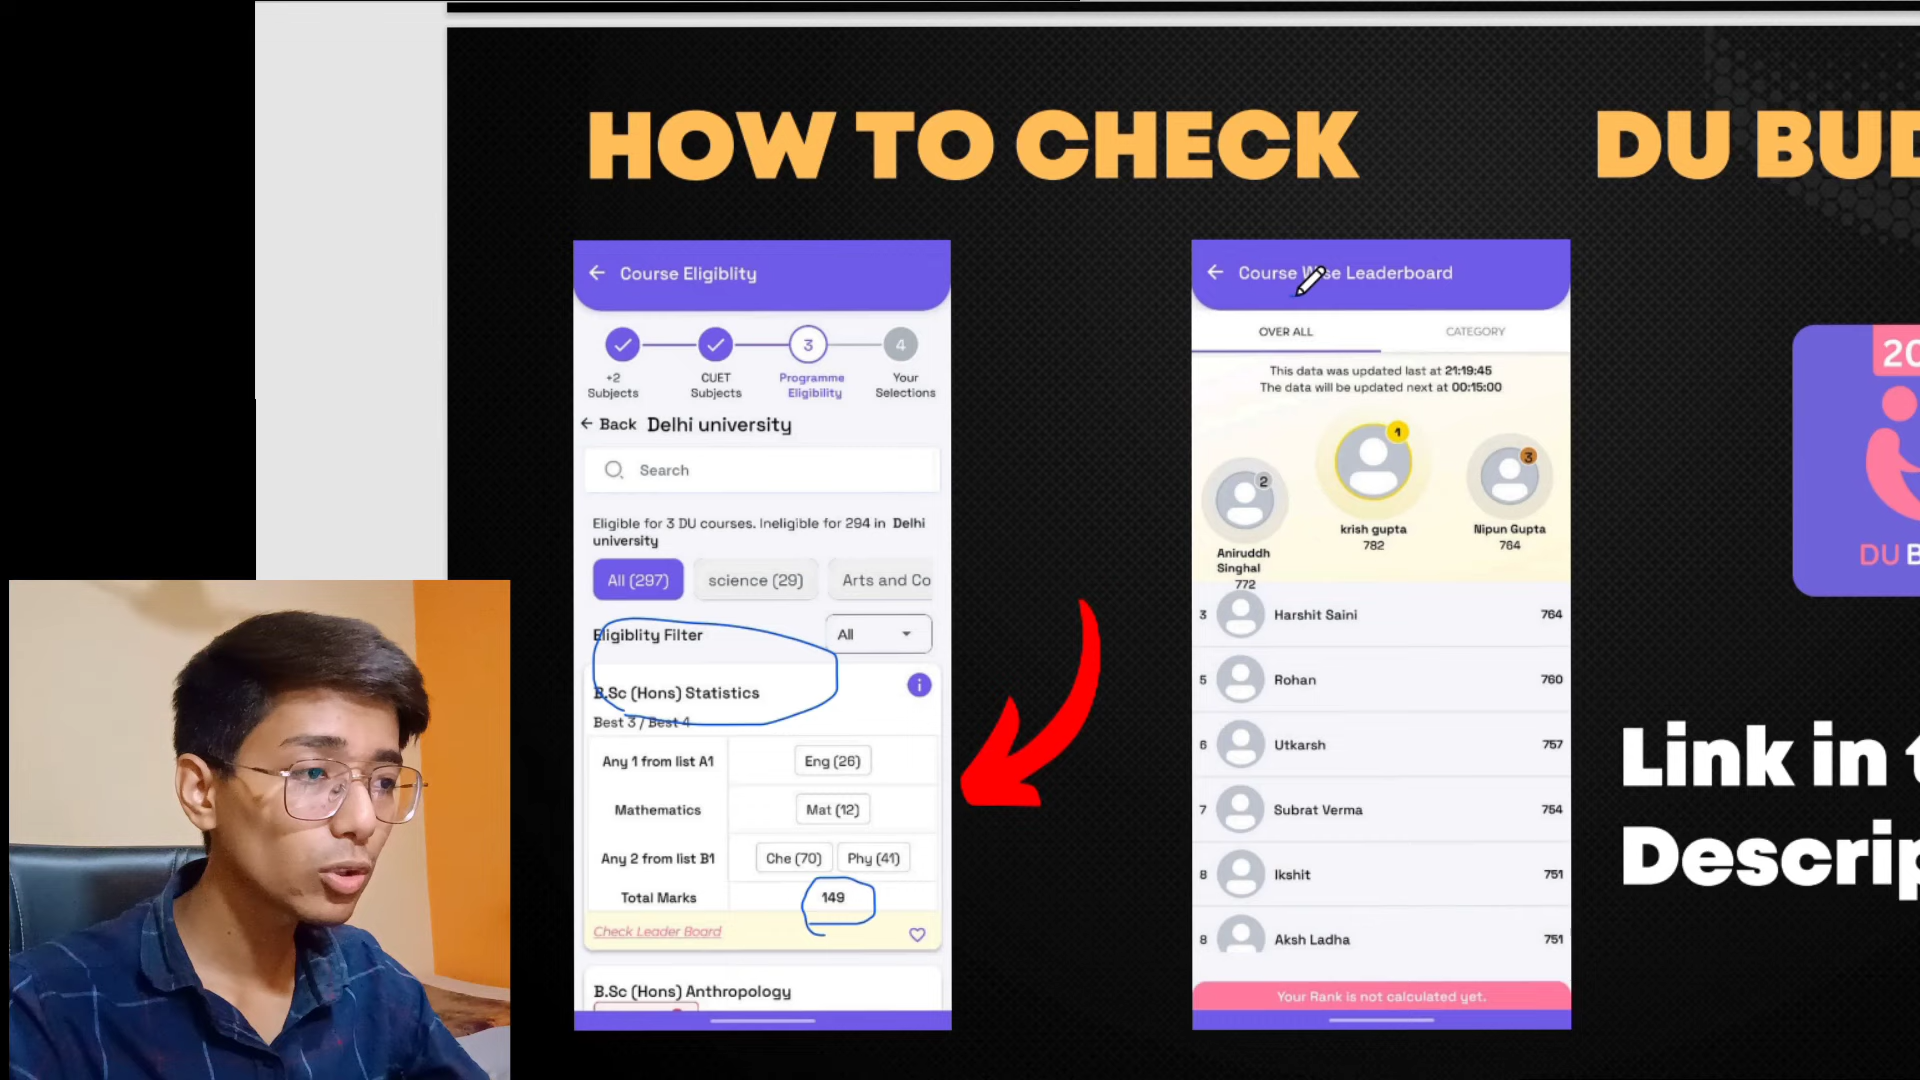 HOW TO CHECK
DU BUD
Course Eligiblity
3
4
+2 Subjects
CUET Subjects
Programme Eligibility
Your Selections
Back Delhi university
Search
Eligible for 3 DU courses. Ineligible for 294 in Delhi
university
All (297)
science (29)
Arts and Co
Eligiblity Filter
All
B.Sc (Hons) Statistics
i
Best 3 / Best 4
Any 1 from list A1
Eng (26)
Mathematics
Mat (12)
Any 2 from list B1
Che (70)
Phy (41)
Total Marks
149
Check Leader Board
B.Sc (Hons) Anthropology
Course Wise Leaderboard
OVER ALL
CATEGORY
This data was updated last at 21:19:45
The data will be updated next at 00:15:00
1
krish gupta
782
2
Aniruddh
Singhal
772
3
Nipun Gupta
764
3 Harshit Saini 764
5 Rohan 760
6 Utkarsh 757
7 Subrat Verma 754
8 Ikshit 751
8 Aksh Ladha 751
Your Rank is not calculated yet.
20
DU B
Link in t
Descrip